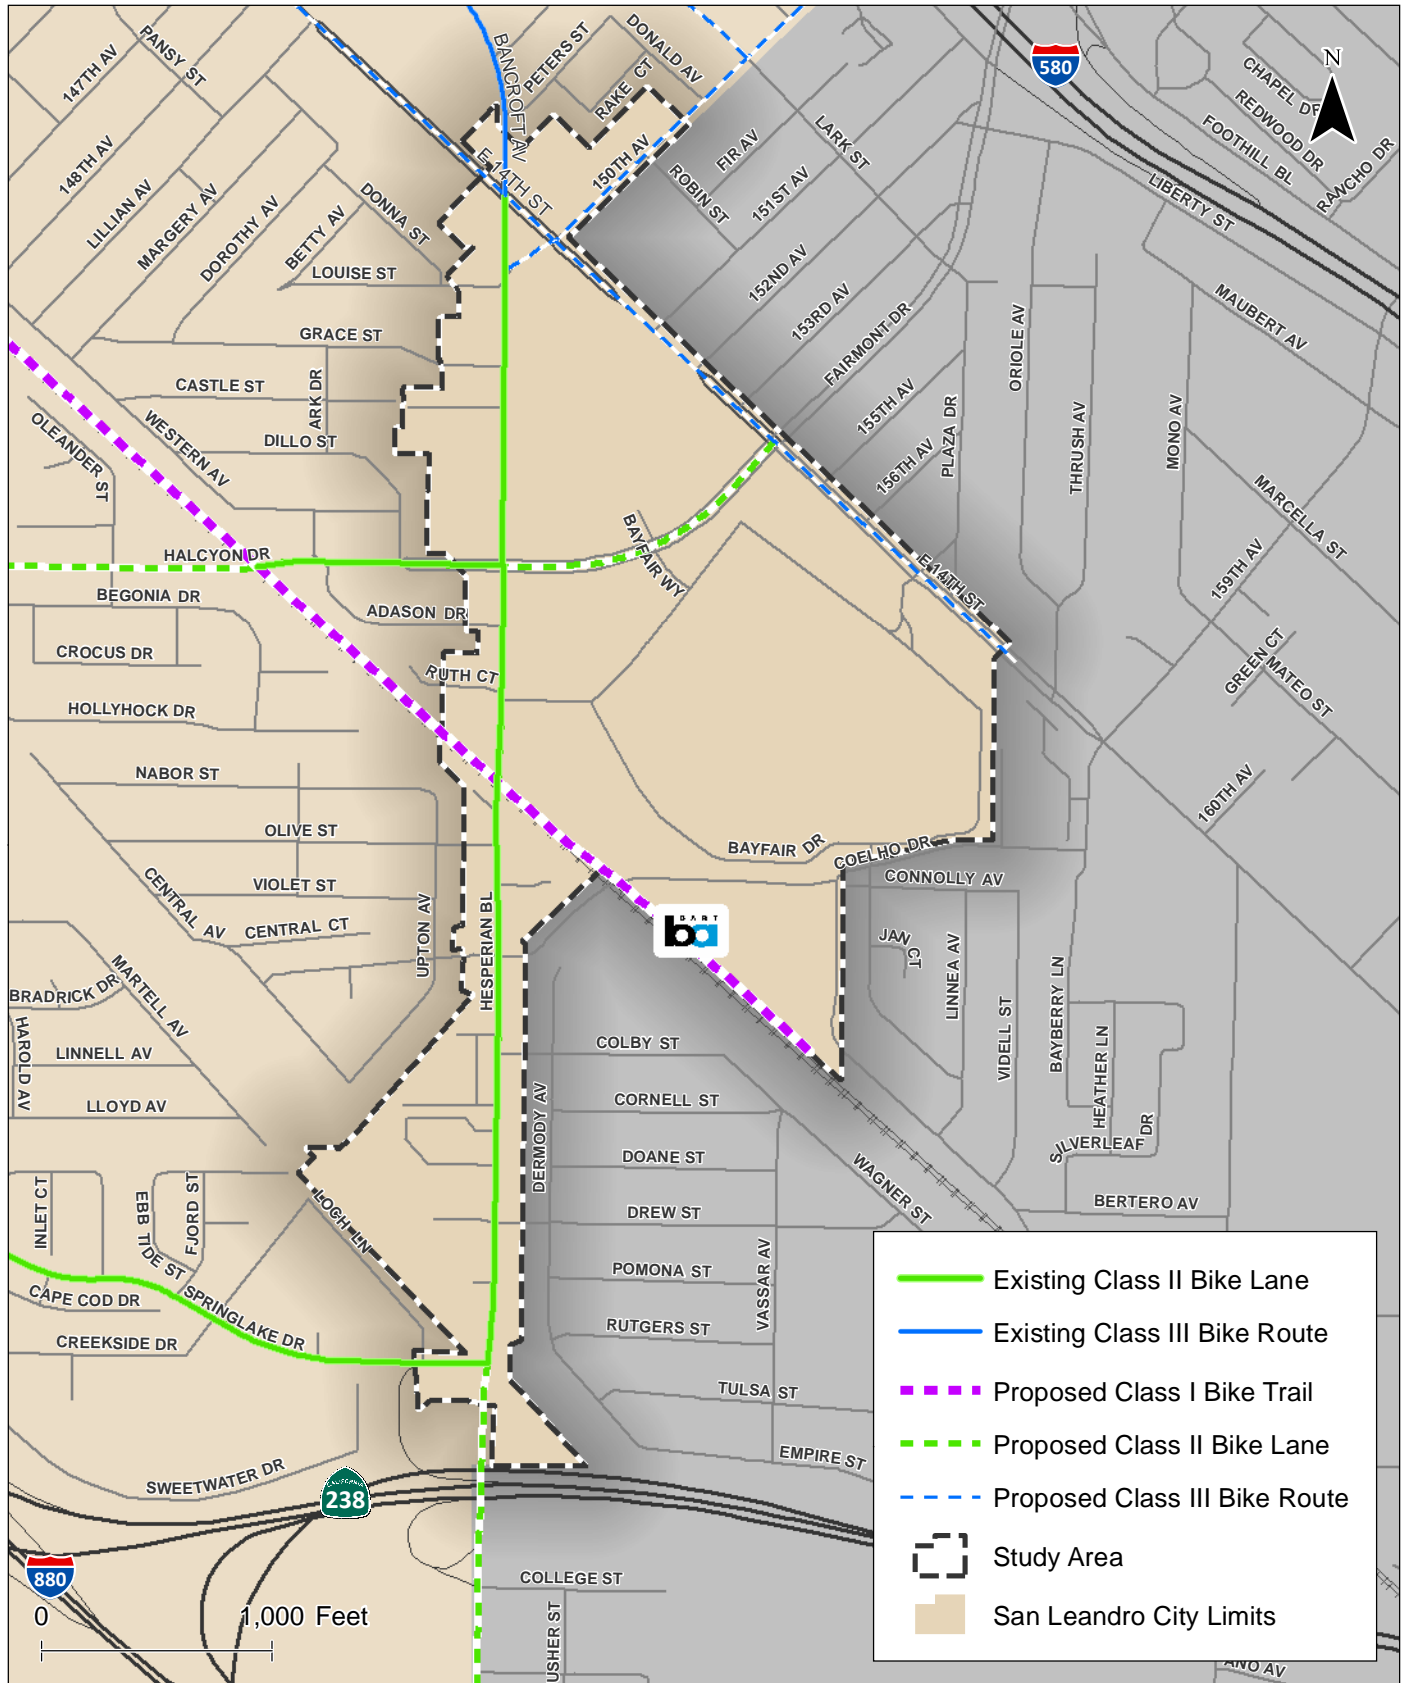 PANSY ST
147TH AV
BANCROFT AV
PETERS ST
DONALD AV
RAKE CT
580
N
CHAPEL DR
REDWOOD DR
FOOTHILL BL
RANCHO DR
148TH AV
LILLIAN AV
MARGERY AV
DOROTHY AV
BETTY AV
DONNA ST
E 14TH ST
150TH AV
FIR AV
LARK ST
ROBIN ST
151ST AV
LIBERTY ST
LOUISE ST
152ND AV
153RD AV
MAUBERT AV
GRACE ST
FAIRMONT DR
ORIOLE AV
CASTLE ST
ARK DR
155TH AV
PLAZA DR
THRUSH AV
MONO AV
OLEANDER ST
WESTERN AV
DILLO ST
156TH AV
MARCELLA ST
BAYFAIR WY
HALCYON DR
E 14TH ST
159TH AV
BEGONIA DR
ADASON DR
CROCUS DR
RUTH CT
GREEN CT
MATEO ST
HOLLYHOCK DR
NABOR ST
160TH AV
OLIVE ST
BAYFAIR DR
COELHO DR
VIOLET ST
CONNOLLY AV
CENTRAL AV
CENTRAL CT
UPTON AV
HESPERIAN BL
BART
ba
JAN CT
LINNEA AV
BRADRICK DR
MARTELL AV
VIDELL ST
BAYBERRY LN
HAROLD AV
LINNELL AV
COLBY ST
HEATHER LN
LLOYD AV
DERMODY AV
CORNELL ST
SILVERLEAF DR
DOANE ST
WAGNER ST
BERTERO AV
INLET CT
EBB TIDE ST
FJORD ST
LOCH LN
DREW ST
VASSAR AV
POMONA ST
CAPE COD DR
SPRINGLAKE DR
CREEKSIDE DR
RUTGERS ST
TULSA ST
EMPIRE ST
SWEETWATER DR
CALIFORNIA
238
880
COLLEGE ST
USHER ST
ANO AV
0 1,000 Feet
Existing Class II Bike Lane
Existing Class III Bike Route
Proposed Class I Bike Trail
Proposed Class II Bike Lane
Proposed Class III Bike Route
Study Area
San Leandro City Limits